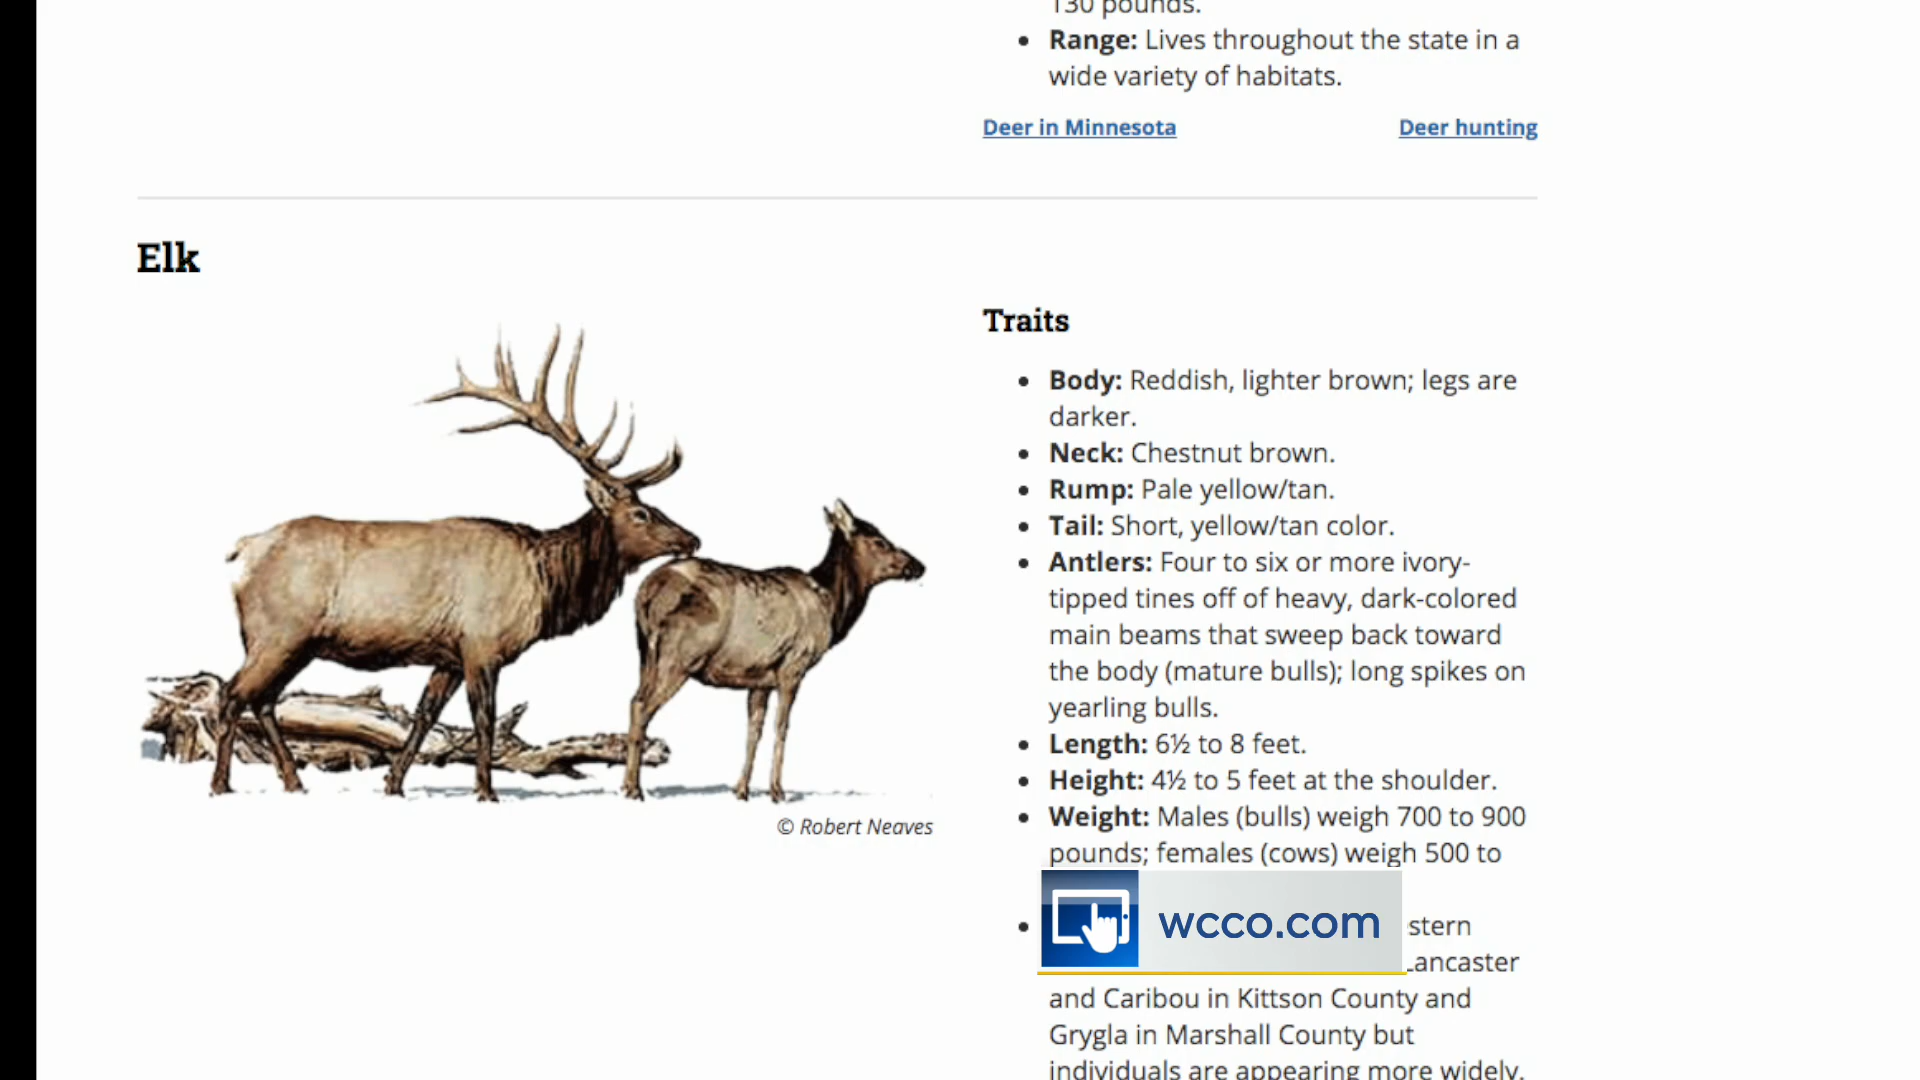 130 pounds.
Range: Lives throughout the state in a
wide variety of habitats.
Deer in Minnesota
Deer hunting
Elk
© Robert Neaves
Traits
Body: Reddish, lighter brown; legs are
darker.
Neck: Chestnut brown.
Rump: Pale yellow/tan.
Tail: Short, yellow/tan color.
Antlers: Four to six or more ivory-
tipped tines off of heavy, dark-colored
main beams that sweep back toward
the body (mature bulls); long spikes on
yearling bulls.
Length: 6½ to 8 feet.
Height: 4½ to 5 feet at the shoulder.
Weight: Males (bulls) weigh 700 to 900
pounds; females (cows) weigh 500 to
wcco.com
stern
Lancaster
and Caribou in Kittson County and
Grygla in Marshall County but
individuals are appearing more widely.